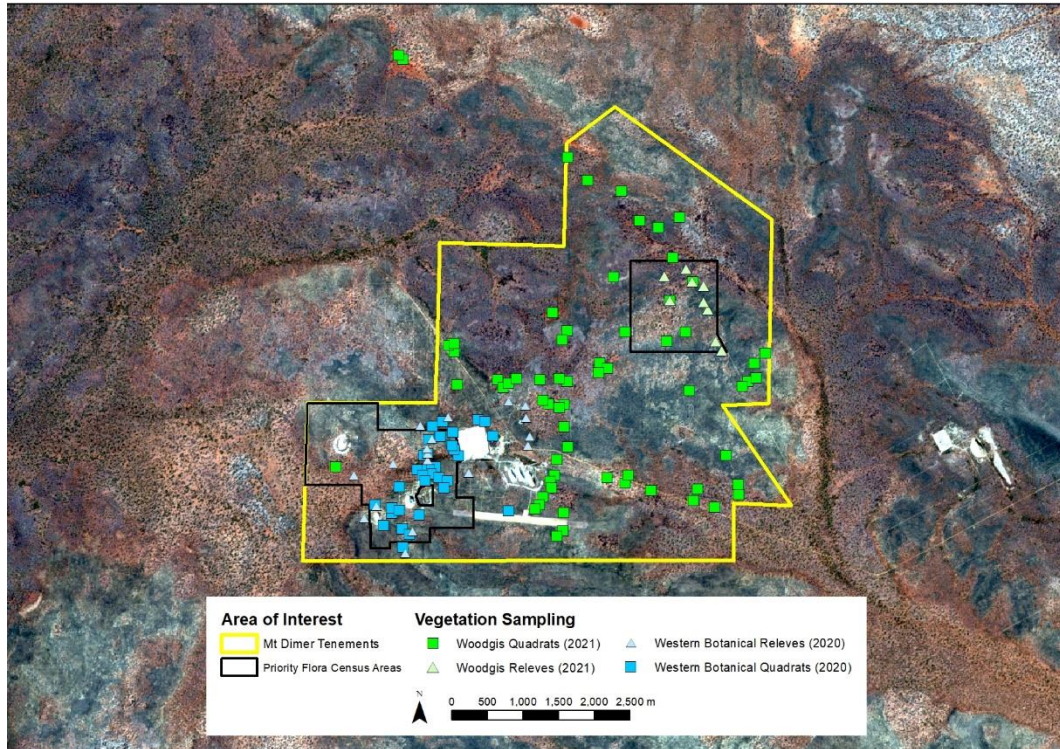 Area of Interest
Mt Dimer Tenements
Priority Flora Census Areas
Vegetation Sampling
Woodgis Quadrats (2021)
Woodgis Releves (2021)
Western Botanical Releves (2020)
Western Botanical Quadrats (2020)
N
0 500 1,000 1,500 2,000 2,500 m